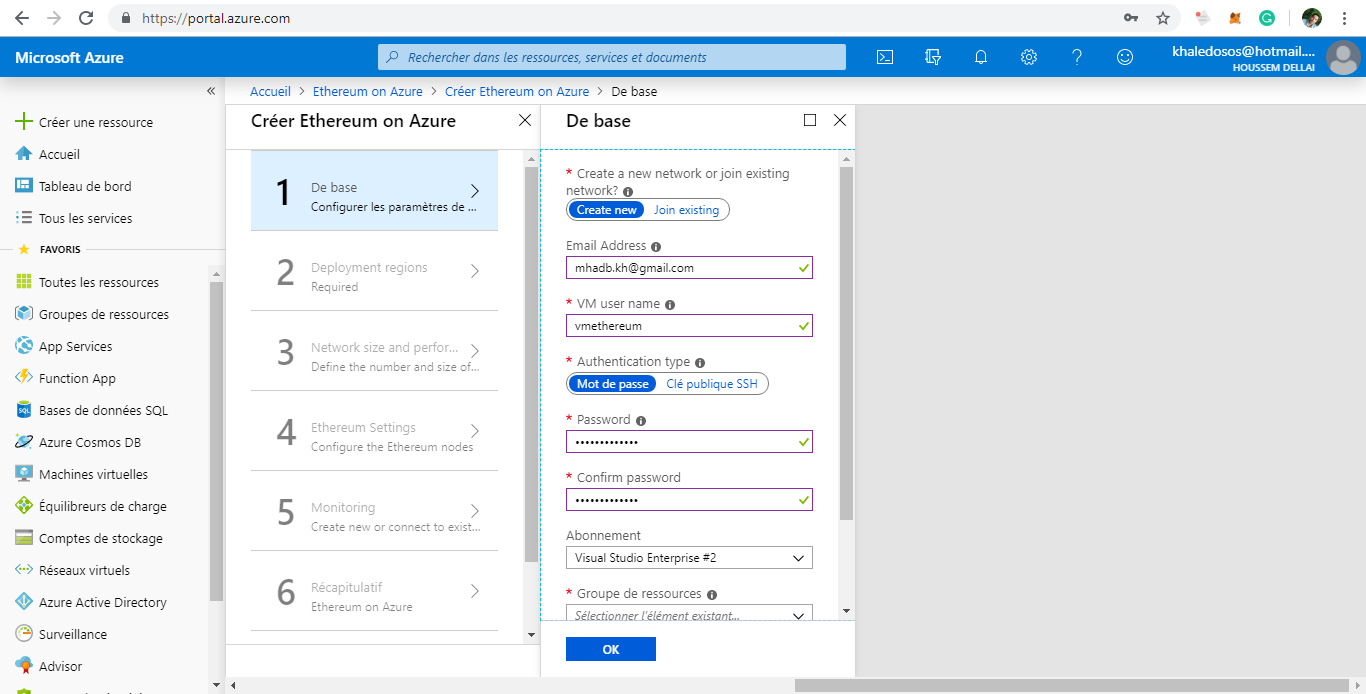 https://portal.azure.com
Microsoft Azure
Rechercher dans les ressources, services et documents
khaledosos@hotmail....
HOUSSEM DELLAI
Créer une ressource
Accueil
Tableau de bord
Tous les services
FAVORIS
Toutes les ressources
Groupes de ressources
App Services
Function App
SQL
Bases de données SQL
Azure Cosmos DB
Machines virtuelles
Équilibreurs de charge
Comptes de stockage
Réseaux virtuels
Azure Active Directory
Surveillance
Advisor
Accueil > Ethereum on Azure > Créer Ethereum on Azure > De base
Créer Ethereum on Azure
1
De base
Configurer les paramètres de ...
2
Deployment regions
Required
3
Network size and perfor...
Define the number and size of...
4
Ethereum Settings
Configure the Ethereum nodes
5
Monitoring
Create new or connect to exist...
6
Récapitulatif
Ethereum on Azure
De base
* Create a new network or join existing
network?
Create new Join existing
Email Address
mhadb.kh@gmail.com
* VM user name
vmethereum
* Authentication type
Mot de passe Clé publique SSH
* Password
•••••••••••••
* Confirm password
•••••••••••••
Abonnement
Visual Studio Enterprise #2
* Groupe de ressources
Sélectionner l'élément existant...
OK